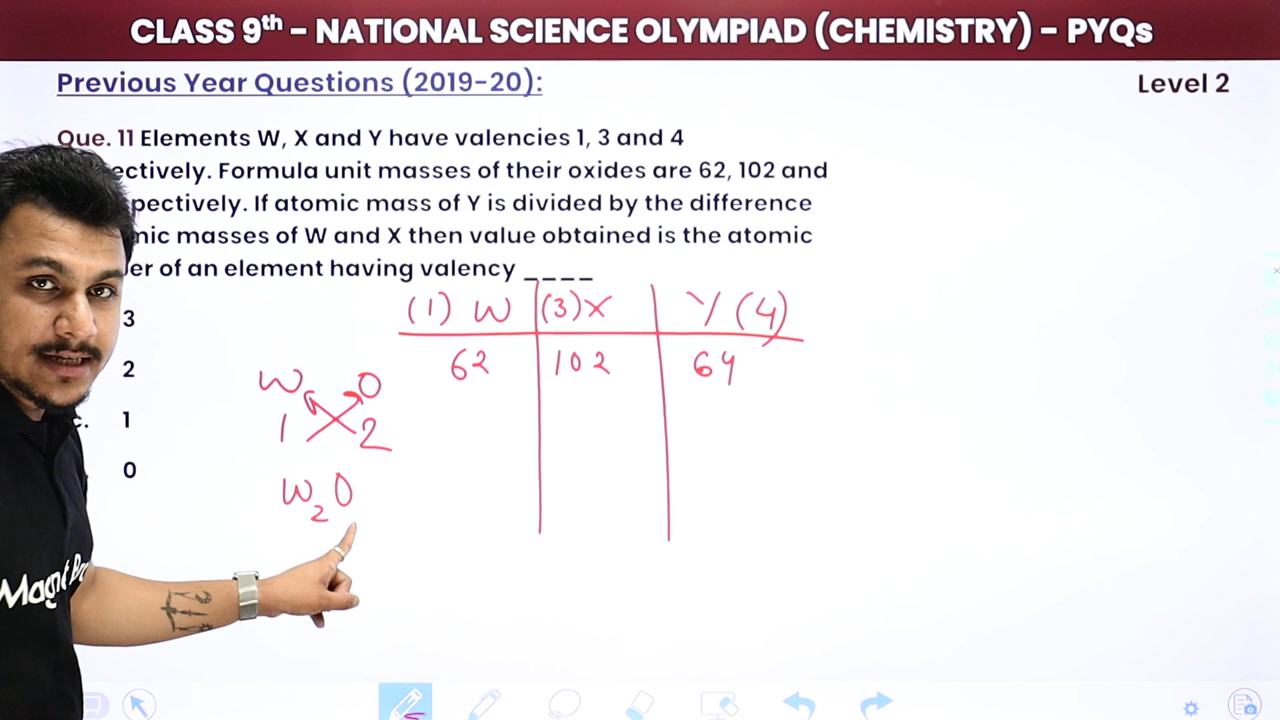 CLASS 9th – NATIONAL SCIENCE OLYMPIAD (CHEMISTRY) – PYQs
Previous Year Questions (2019-20): Level 2
Que. 11 Elements W, X and Y have valencies 1, 3 and 4
ectively. Formula unit masses of their oxides are 62, 102 and
pectively. If atomic mass of Y is divided by the difference
mic masses of W and X then value obtained is the atomic
er of an element having valency ____
3
2
c. 1
0
(1) W (3) X Y (4)
62 102 64
W O
1 2
W2O
Magn